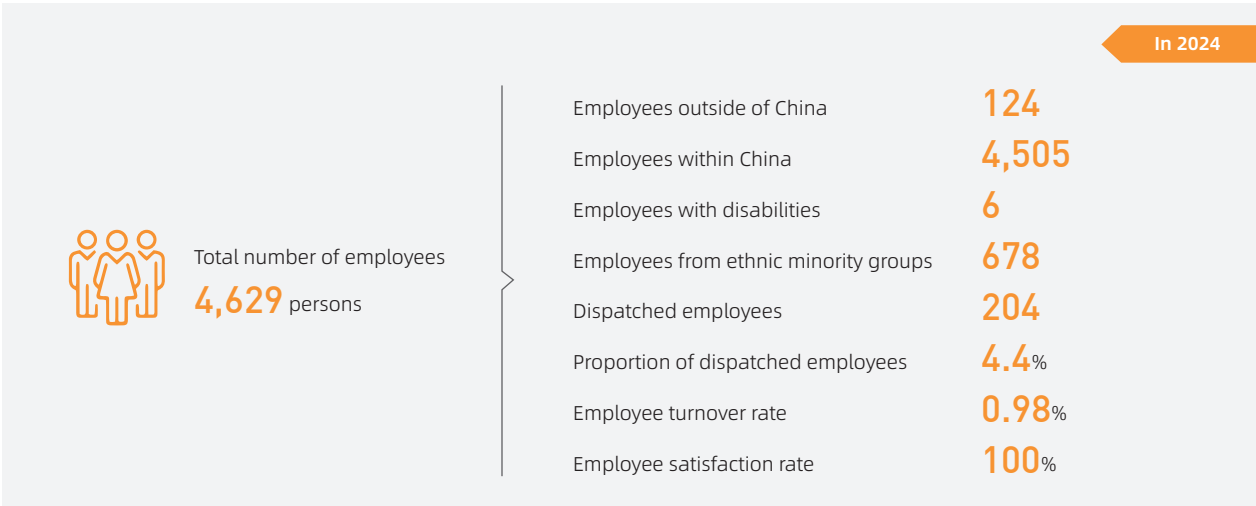 In 2024
Total number of employees
4,629 persons
Employees outside of China 124
Employees within China 4,505
Employees with disabilities 6
Employees from ethnic minority groups 678
Dispatched employees 204
Proportion of dispatched employees 4.4%
Employee turnover rate 0.98%
Employee satisfaction rate 100%